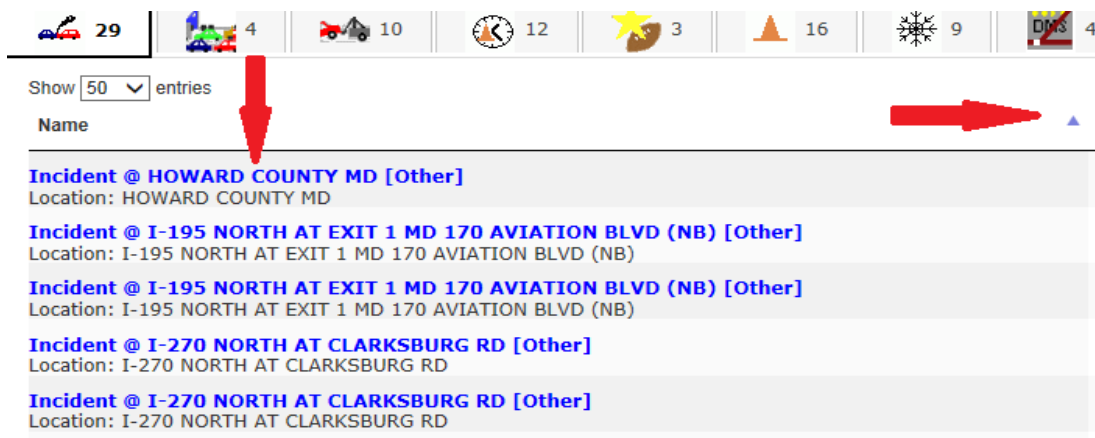 29 4 10 12 3 16 9 DMS 4
Show 50 entries
Name
Incident @ HOWARD COUNTY MD [Other]
Location: HOWARD COUNTY MD
Incident @ I-195 NORTH AT EXIT 1 MD 170 AVIATION BLVD (NB) [Other]
Location: I-195 NORTH AT EXIT 1 MD 170 AVIATION BLVD (NB)
Incident @ I-195 NORTH AT EXIT 1 MD 170 AVIATION BLVD (NB) [Other]
Location: I-195 NORTH AT EXIT 1 MD 170 AVIATION BLVD (NB)
Incident @ I-270 NORTH AT CLARKSBURG RD [Other]
Location: I-270 NORTH AT CLARKSBURG RD
Incident @ I-270 NORTH AT CLARKSBURG RD [Other]
Location: I-270 NORTH AT CLARKSBURG RD